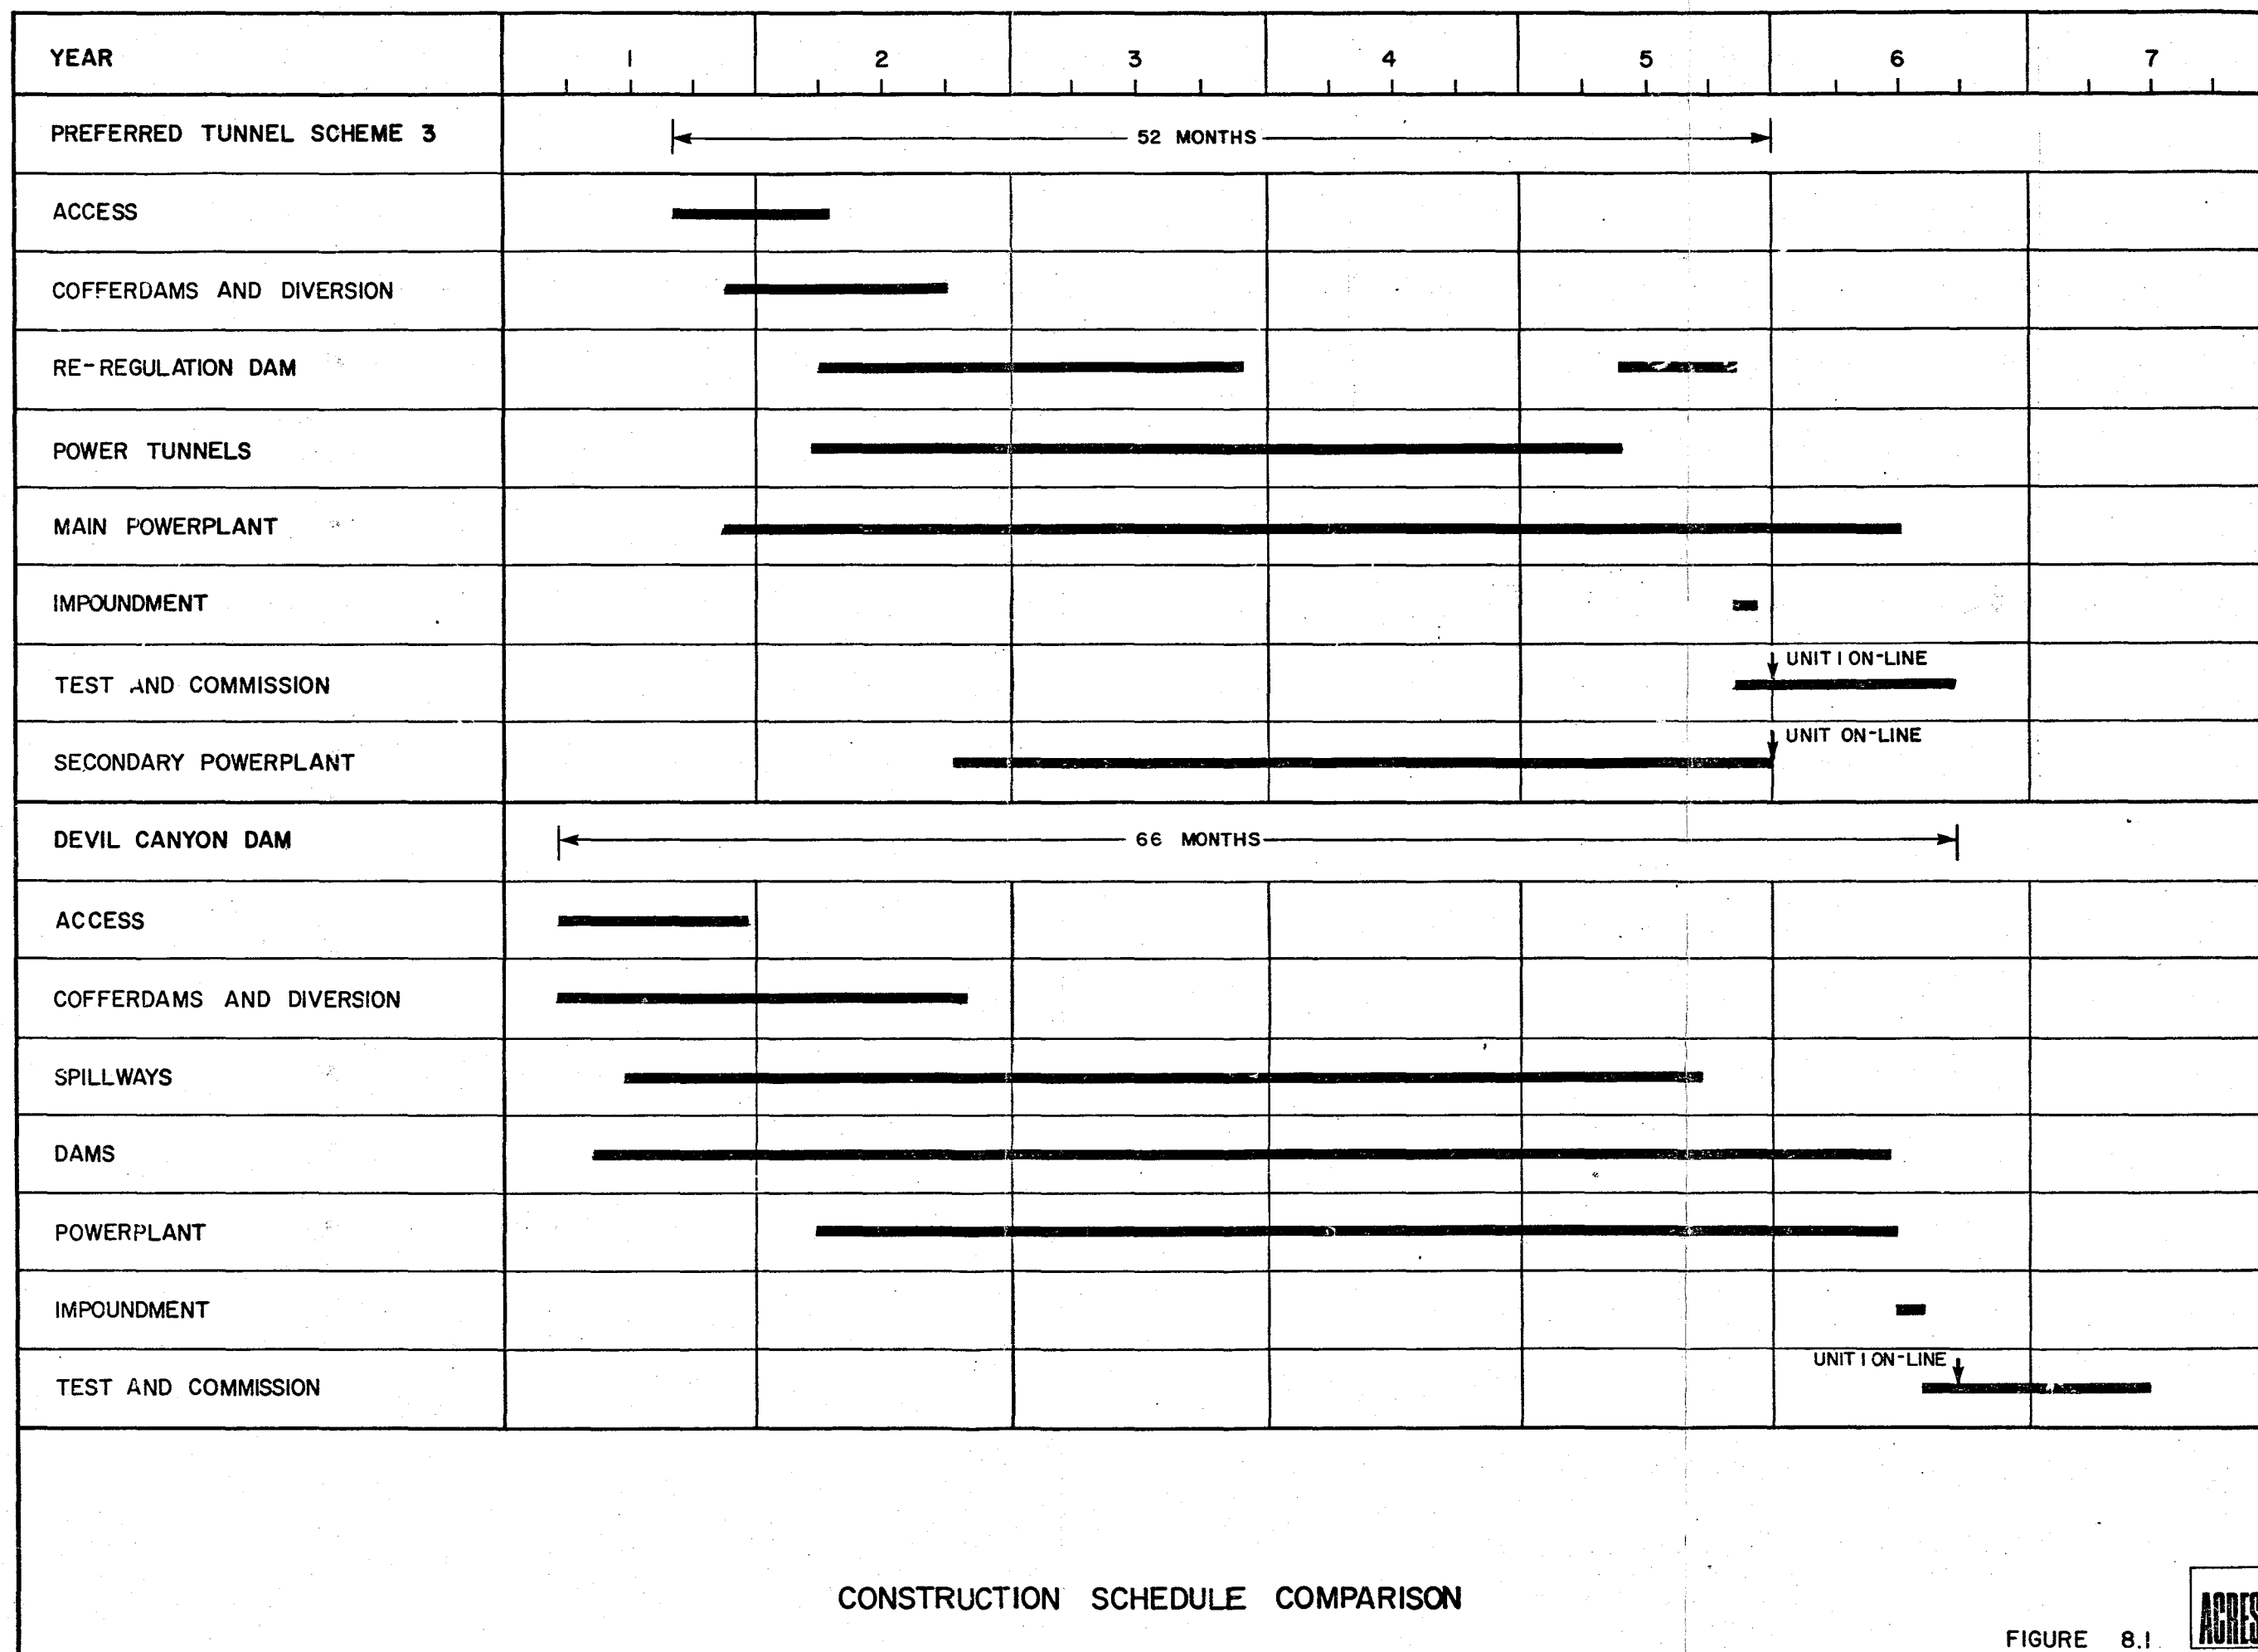 YEAR 1 2 3 4 5 6 7
PREFERRED TUNNEL SCHEME 3 52 MONTHS
ACCESS
COFFERDAMS AND DIVERSION
RE-REGULATION DAM
POWER TUNNELS
MAIN POWERPLANT
IMPOUNDMENT
TEST AND COMMISSION UNIT 1 ON-LINE
SECONDARY POWERPLANT UNIT ON-LINE
DEVIL CANYON DAM 66 MONTHS
ACCESS
COFFERDAMS AND DIVERSION
SPILLWAYS
DAMS
POWERPLANT
IMPOUNDMENT
TEST AND COMMISSION UNIT 1 ON-LINE
CONSTRUCTION SCHEDULE COMPARISON
FIGURE 8.1
ACRES